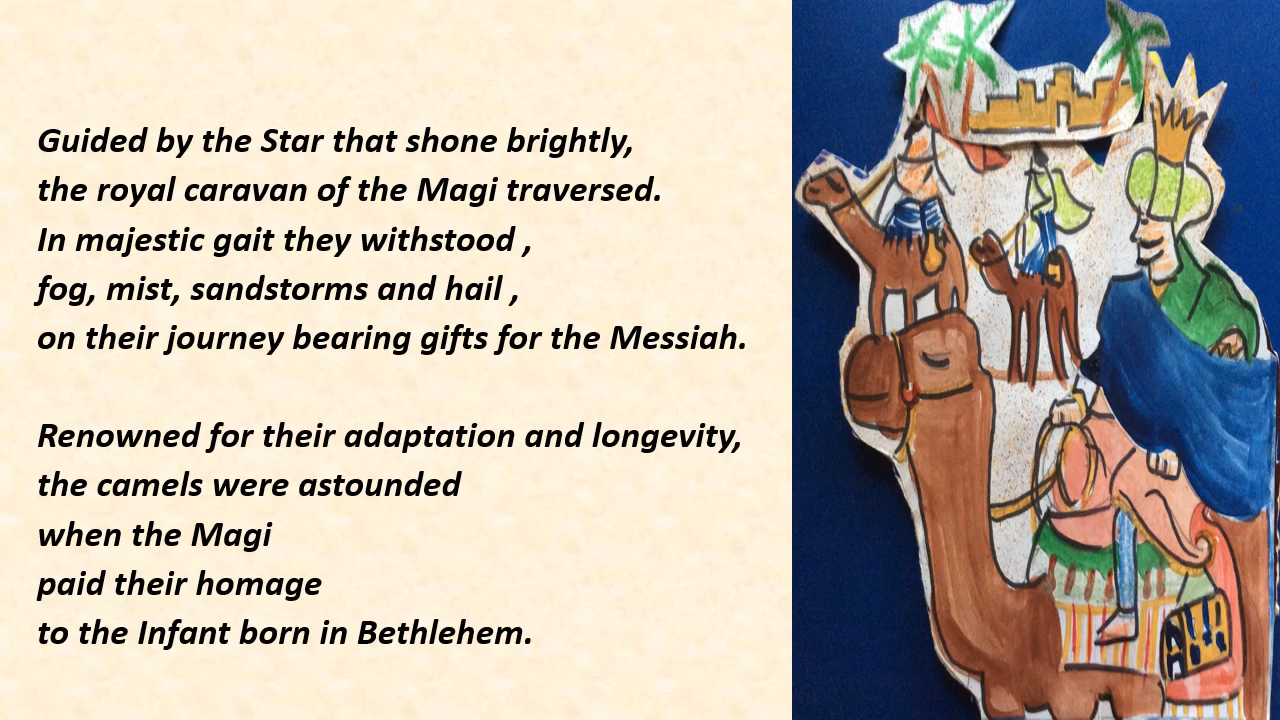 Guided by the Star that shone brightly,
the royal caravan of the Magi traversed.
In majestic gait they withstood ,
fog, mist, sandstorms and hail ,
on their journey bearing gifts for the Messiah.
Renowned for their adaptation and longevity,
the camels were astounded
when the Magi
paid their homage
to the Infant born in Bethlehem.